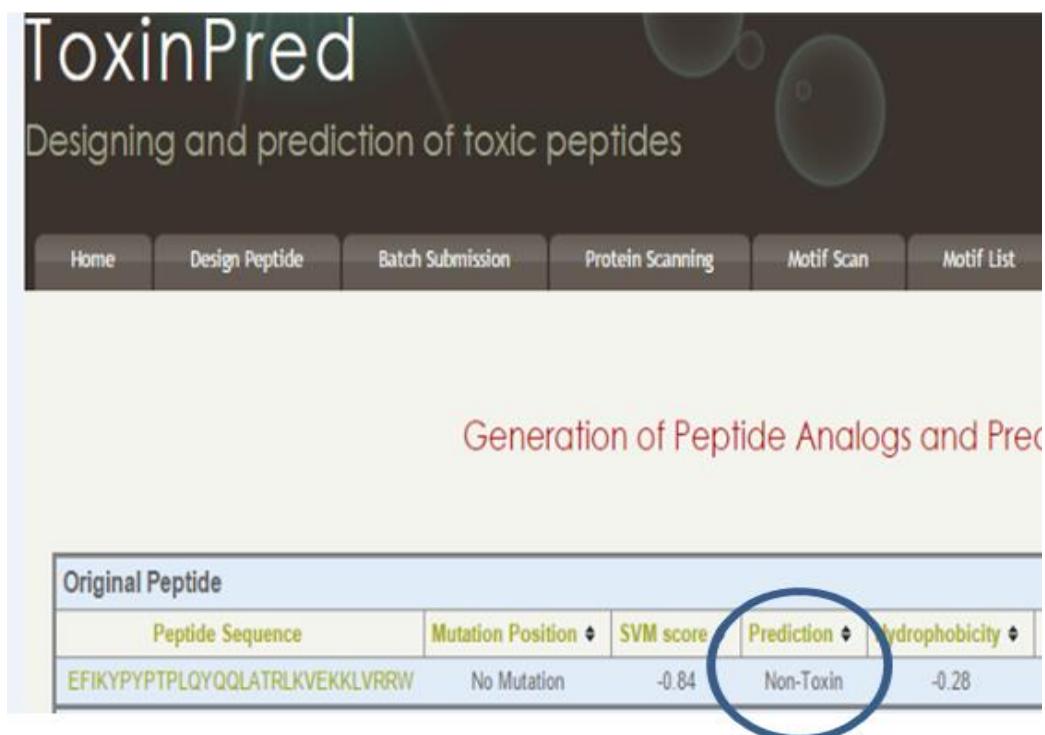 ToxinPred
Designing and prediction of toxic peptides
Home Design Peptide Batch Submission Protein Scanning Motif Scan Motif List
Generation of Peptide Analogs and Pred
Original Peptide
Peptide Sequence Mutation Position SVM score Prediction Hydrophobicity
EFIKYPYPTPLQYQQLATRLKVEKKLVRRW No Mutation -0.84 Non-Toxin -0.28